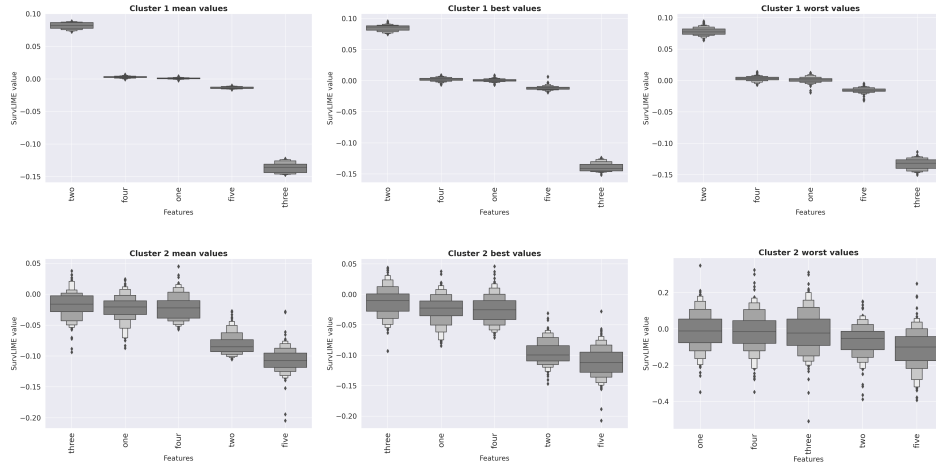 Cluster 1 mean values
0.10
0.05
0.00
−0.05
−0.10
−0.15
SurvLIME value
two
four
one
five
three
Features
Cluster 1 best values
0.10
0.05
0.00
−0.05
−0.10
−0.15
SurvLIME value
two
four
one
five
three
Features
Cluster 1 worst values
0.10
0.05
0.00
−0.05
−0.10
−0.15
SurvLIME value
two
four
one
five
three
Features
Cluster 2 mean values
0.05
0.00
−0.05
−0.10
−0.15
−0.20
SurvLIME value
three
one
four
two
five
Features
Cluster 2 best values
0.05
0.00
−0.05
−0.10
−0.15
−0.20
SurvLIME value
three
one
four
two
five
Features
Cluster 2 worst values
0.2
0.0
−0.2
−0.4
SurvLIME value
one
four
three
two
five
Features